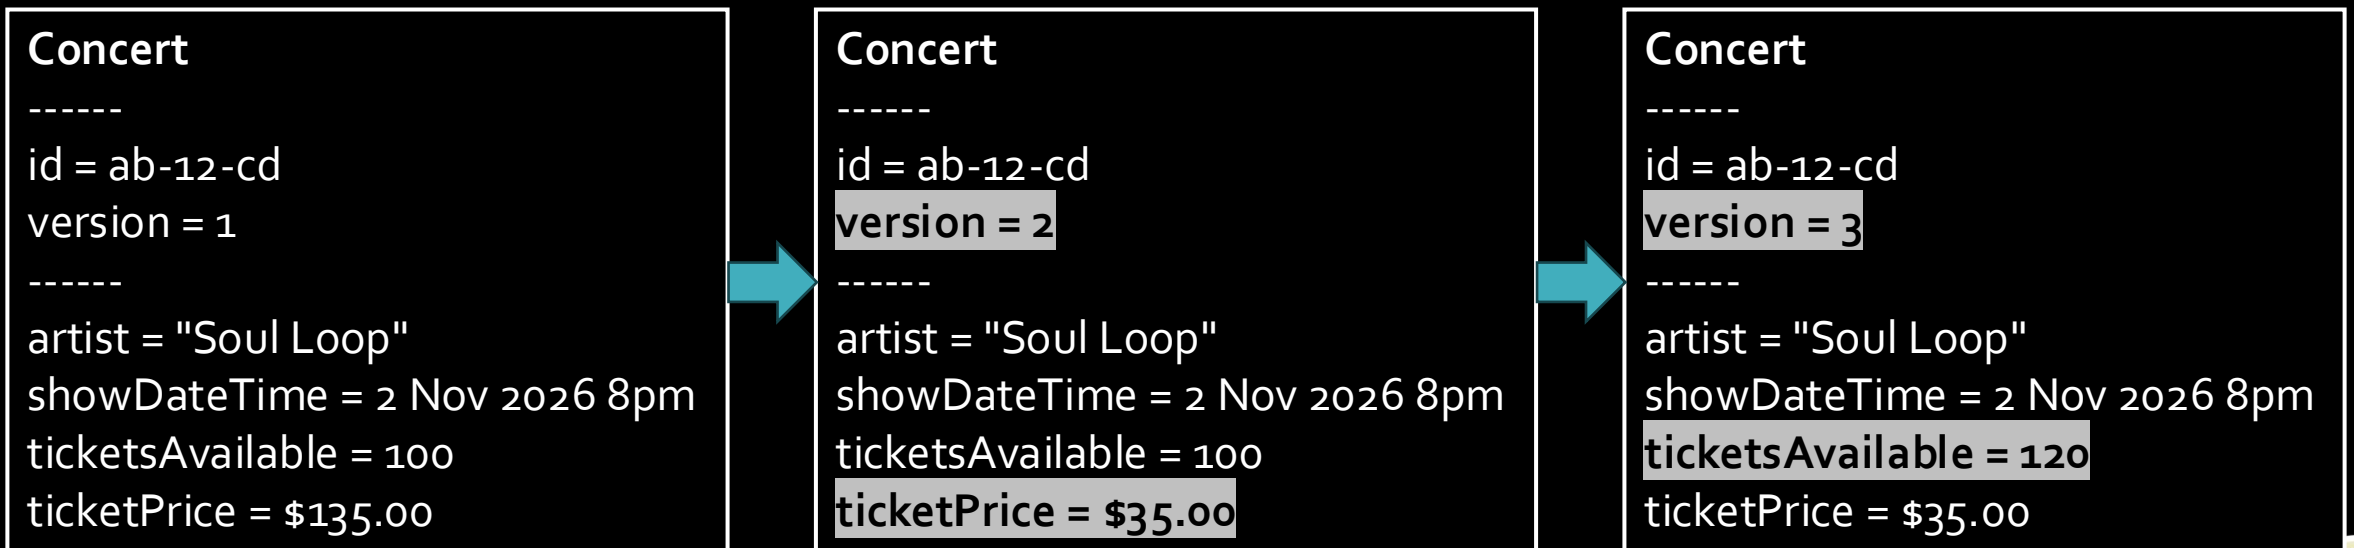 Concert
------
id = ab-12-cd
version = 1
------
artist = "Soul Loop"
showDateTime = 2 Nov 2026 8pm
ticketsAvailable = 100
ticketPrice = $135.00
Concert
------
id = ab-12-cd
version = 2
------
artist = "Soul Loop"
showDateTime = 2 Nov 2026 8pm
ticketsAvailable = 100
ticketPrice = $35.00
Concert
------
id = ab-12-cd
version = 3
------
artist = "Soul Loop"
showDateTime = 2 Nov 2026 8pm
ticketsAvailable = 120
ticketPrice = $35.00